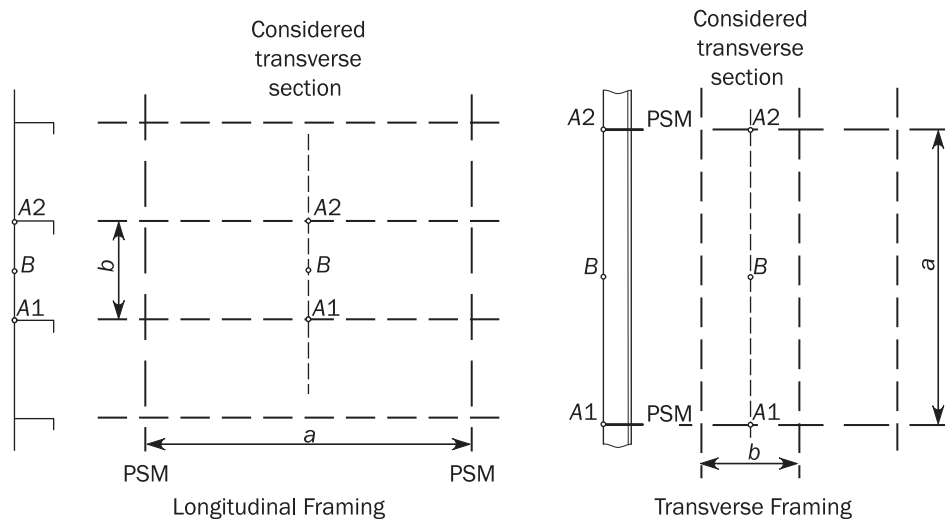 Considered
transverse
section
A2
B
A1
b
A2
B
A1
a
PSM
PSM
Longitudinal Framing
Considered
transverse
section
A2
PSM
A2
B
B
a
A1
PSM
A1
b
Transverse Framing